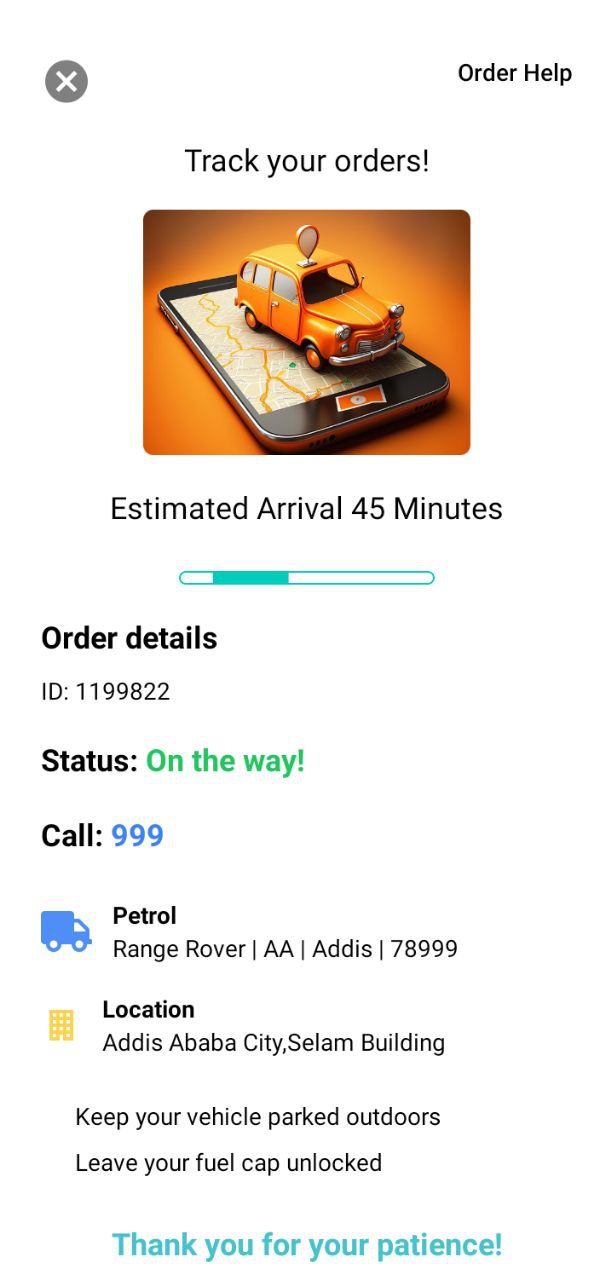 Order Help
Track your orders!
Estimated Arrival 45 Minutes
Order details
ID: 1199822
Status: On the way!
Call: 999
Petrol
Range Rover | AA | Addis | 78999
Location
Addis Ababa City,Selam Building
Keep your vehicle parked outdoors
Leave your fuel cap unlocked
Thank you for your patience!